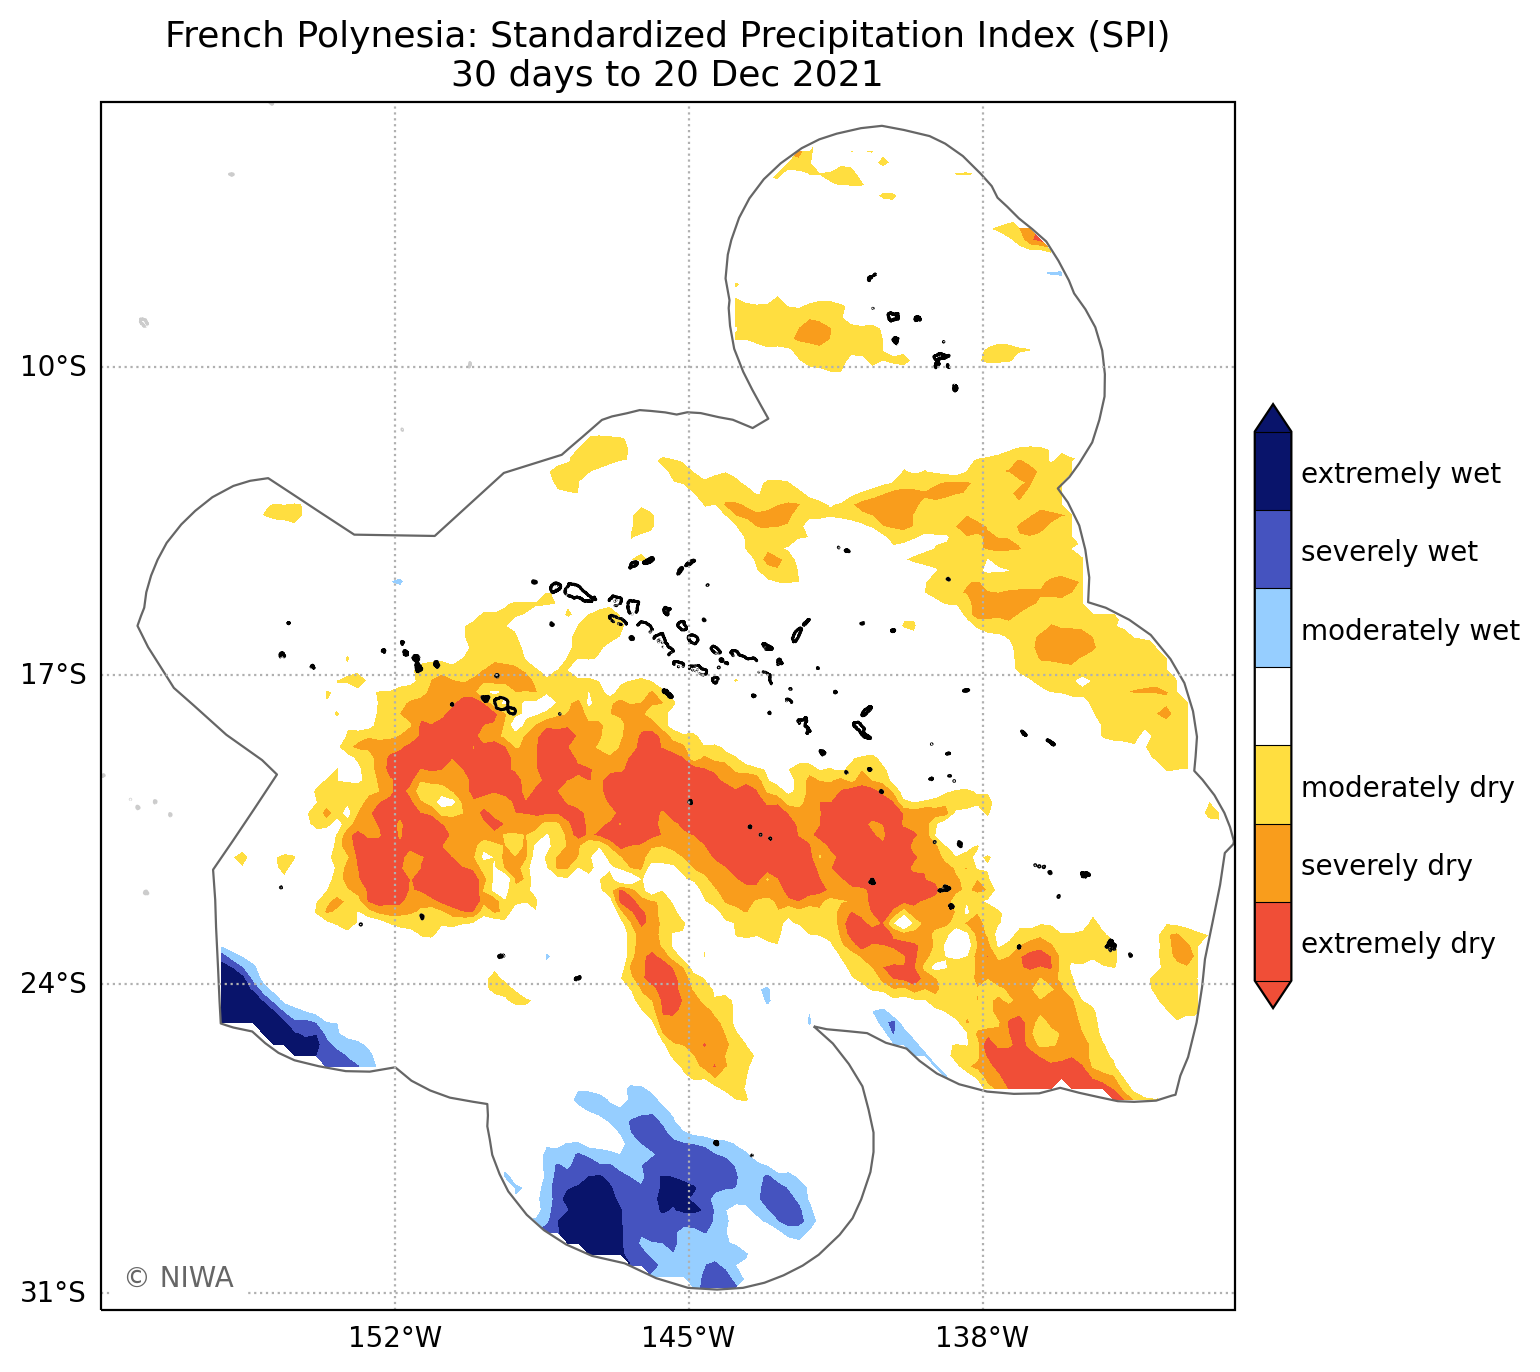 French Polynesia: Standardized Precipitation Index (SPI)
30 days to 20 Dec 2021
10°S
17°S
24°S
31°S
152°W
145°W
138°W
extremely wet
severely wet
moderately wet
moderately dry
severely dry
extremely dry
© NIWA